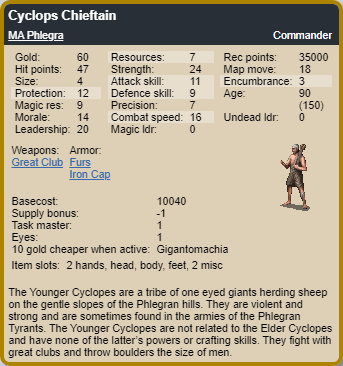 Cyclops Chieftain
MA Phlegra Commander
Gold: 60 Resources: 7 Rec points: 35000
Hit points: 47 Strength: 24 Map move: 18
Size: 4 Attack skill: 11 Encumbrance: 3
Protection: 12 Defence skill: 9 Age: 90
Magic res: 9 Precision: 7 (150)
Morale: 14 Combat speed: 16 Undead ldr: 0
Leadership: 20 Magic ldr: 0
Weapons: Armor:
Great Club Furs
Iron Cap
Basecost: 10040
Supply bonus: -1
Task master: 1
Eyes: 1
10 gold cheaper when active: Gigantomachia
Item slots: 2 hands, head, body, feet, 2 misc
The Younger Cyclopes are a tribe of one eyed giants herding sheep
on the gentle slopes of the Phlegran hills. They are violent and
strong and are sometimes found in the armies of the Phlegran
Tyrants. The Younger Cyclopes are not related to the Elder Cyclopes
and have none of the latter's powers or crafting skills. They fight with
great clubs and throw boulders the size of men.